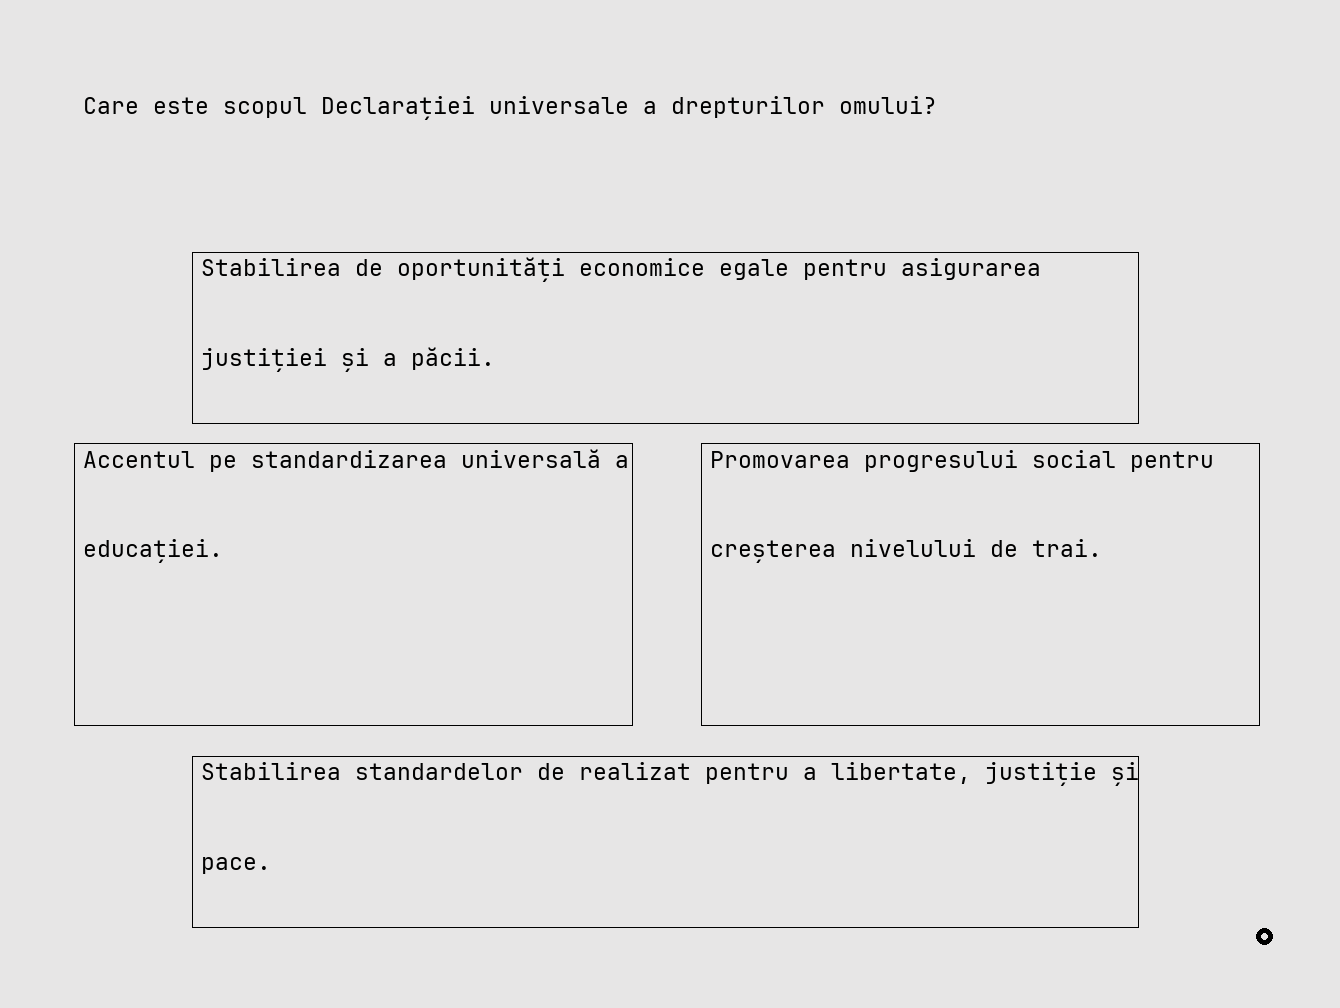 Care este scopul Declarației universale a drepturilor omului?
Stabilirea de oportunități economice egale pentru asigurarea
justiției și a păcii.
Accentul pe standardizarea universală a
educației.
Promovarea progresului social pentru
creșterea nivelului de trai.
Stabilirea standardelor de realizat pentru a libertate, justiție și
pace.